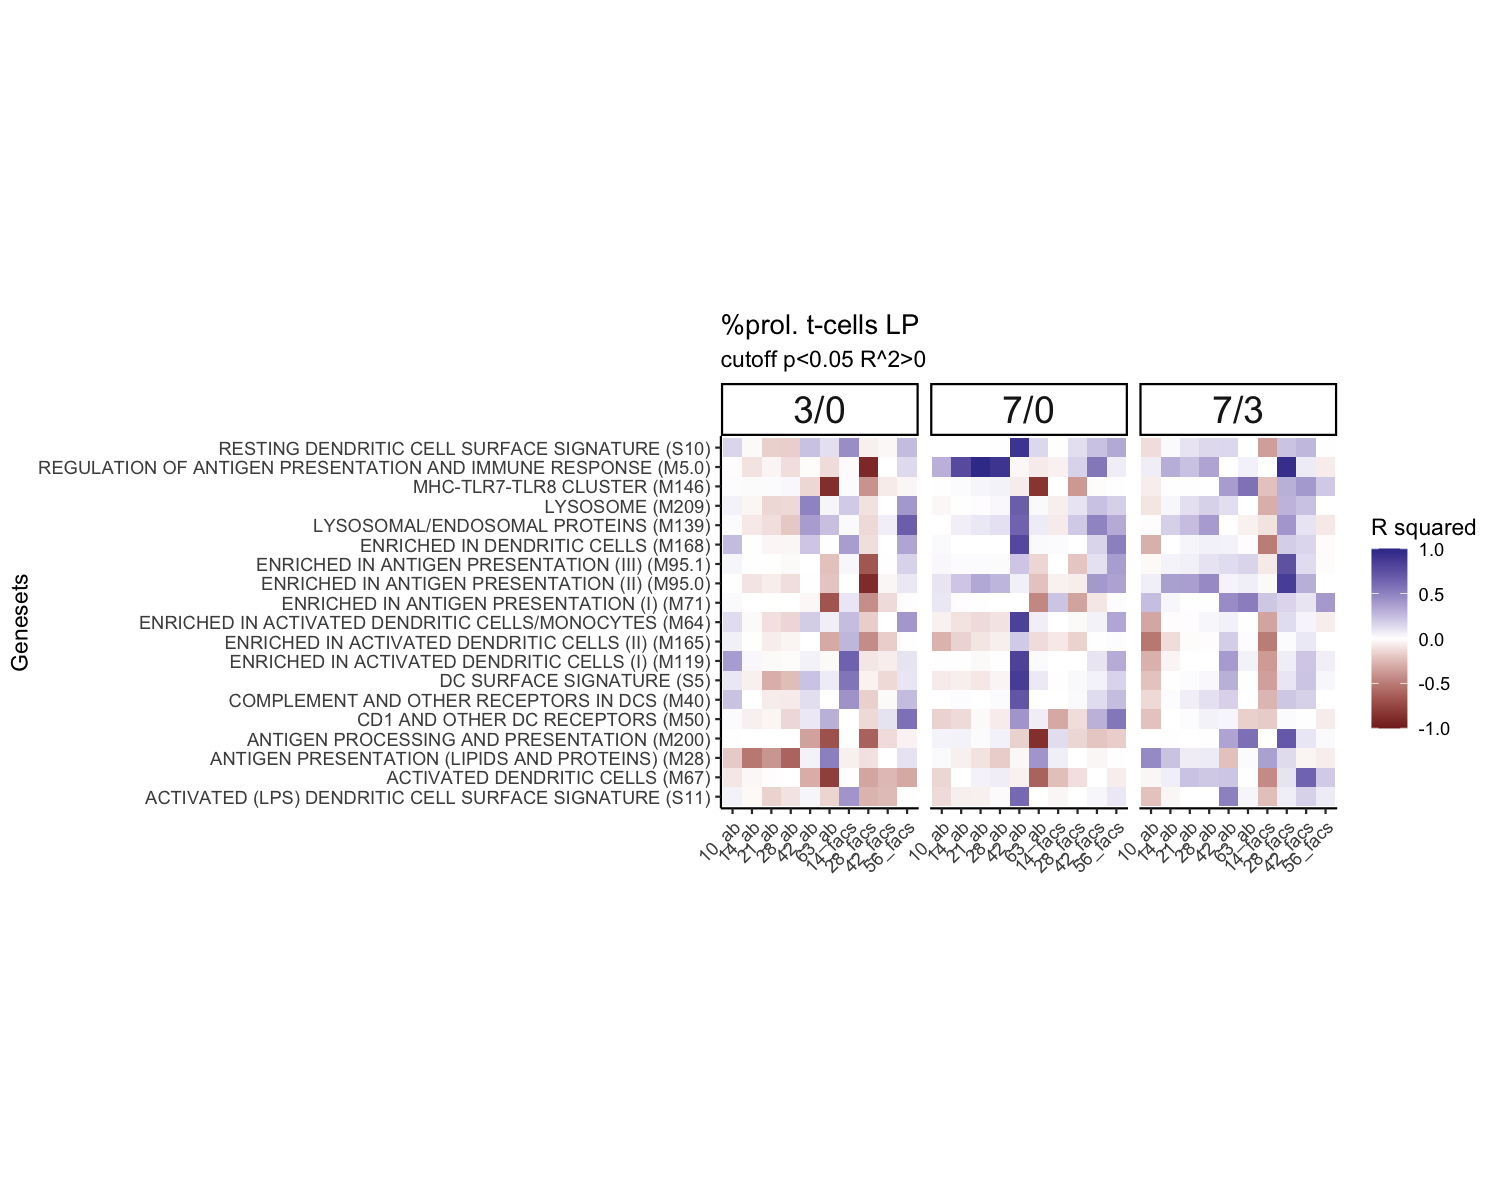 %prol. t-cells LP
cutoff p<0.05 R^2>0
3/0 7/0 7/3
RESTING DENDRITIC CELL SURFACE SIGNATURE (S10)
REGULATION OF ANTIGEN PRESENTATION AND IMMUNE RESPONSE (M5.0)
MHC-TLR7-TLR8 CLUSTER (M146)
LYSOSOME (M209)
LYSOSOMAL/ENDOSOMAL PROTEINS (M139)
ENRICHED IN DENDRITIC CELLS (M168)
ENRICHED IN ANTIGEN PRESENTATION (III) (M95.1)
ENRICHED IN ANTIGEN PRESENTATION (II) (M95.0)
ENRICHED IN ANTIGEN PRESENTATION (I) (M71)
ENRICHED IN ACTIVATED DENDRITIC CELLS/MONOCYTES (M64)
ENRICHED IN ACTIVATED DENDRITIC CELLS (II) (M165)
ENRICHED IN ACTIVATED DENDRITIC CELLS (I) (M119)
DC SURFACE SIGNATURE (S5)
COMPLEMENT AND OTHER RECEPTORS IN DCS (M40)
CD1 AND OTHER DC RECEPTORS (M50)
ANTIGEN PROCESSING AND PRESENTATION (M200)
ANTIGEN PRESENTATION (LIPIDS AND PROTEINS) (M28)
ACTIVATED DENDRITIC CELLS (M67)
ACTIVATED (LPS) DENDRITIC CELL SURFACE SIGNATURE (S11)
Genesets
10_ab 14_ab 21_ab 28_ab 42_ab 63_ab 14_facs 28_facs 42_facs 56_facs
10_ab 14_ab 21_ab 28_ab 42_ab 63_ab 14_facs 28_facs 42_facs 56_facs
10_ab 14_ab 21_ab 28_ab 42_ab 63_ab 14_facs 28_facs 42_facs 56_facs
R squared
1.0
0.5
0.0
-0.5
-1.0